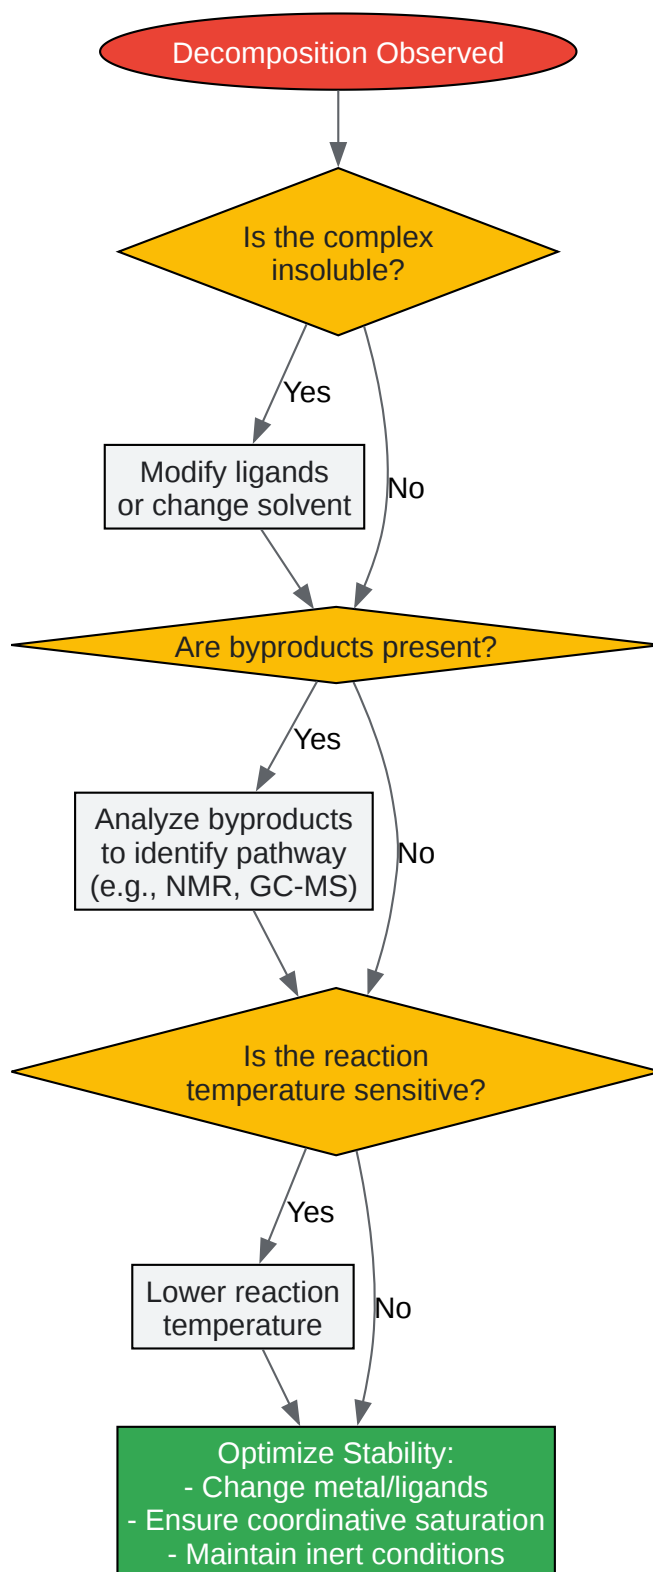 Decomposition Observed
Is the complex
insoluble?
Yes
Modify ligands
or change solvent
No
Are byproducts present?
Yes
Analyze byproducts
to identify pathway
(e.g., NMR, GC-MS)
No
Is the reaction
temperature sensitive?
Yes
Lower reaction
temperature
No
Optimize Stability:
- Change metal/ligands
- Ensure coordinative saturation
- Maintain inert conditions